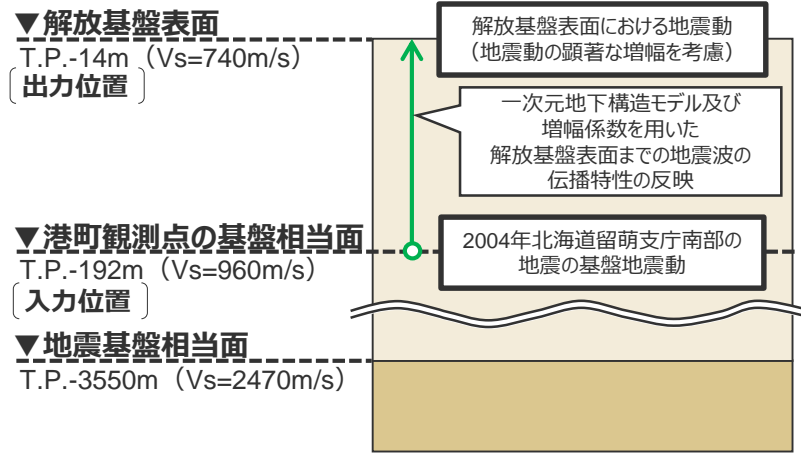 ▼解放基盤表面
T.P.-14m（Vs=740m/s）
［出力位置］
解放基盤表面における地震動
（地震動の顕著な増幅を考慮）
一次元地下構造モデル及び
増幅係数を用いた
解放基盤表面までの地震波の
伝播特性の反映
▼港町観測点の基盤相当面
T.P.-192m（Vs=960m/s）
［入力位置］
2004年北海道留萌支庁南部の
地震の基盤地震動
▼地震基盤相当面
T.P.-3550m（Vs=2470m/s）